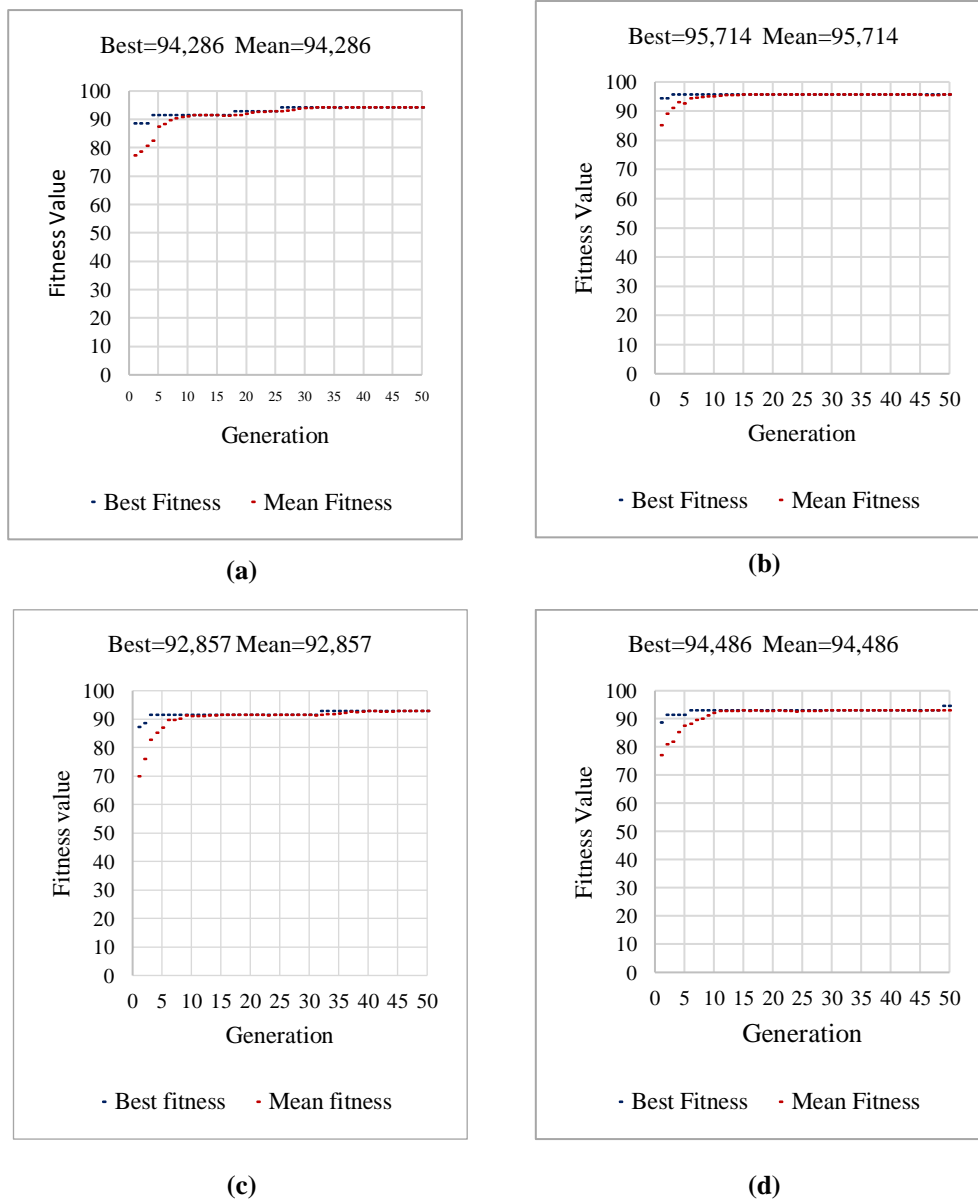 Best=94,286 Mean=94,286
100
90
80
70
60
50
40
30
20
10
0
0 5 10 15 20 25 30 35 40 45 50
Fitness Value
Generation
Best Fitness Mean Fitness
(a)
Best=95,714 Mean=95,714
100
90
80
70
60
50
40
30
20
10
0
0 5 10 15 20 25 30 35 40 45 50
Fitness Value
Generation
Best Fitness Mean Fitness
(b)
Best=92,857 Mean=92,857
100
90
80
70
60
50
40
30
20
10
0
0 5 10 15 20 25 30 35 40 45 50
Fitness value
Generation
Best fitness Mean fitness
(c)
Best=94,486 Mean=94,486
100
90
80
70
60
50
40
30
20
10
0
0 5 10 15 20 25 30 35 40 45 50
Fitness Value
Generation
Best Fitness Mean Fitness
(d)